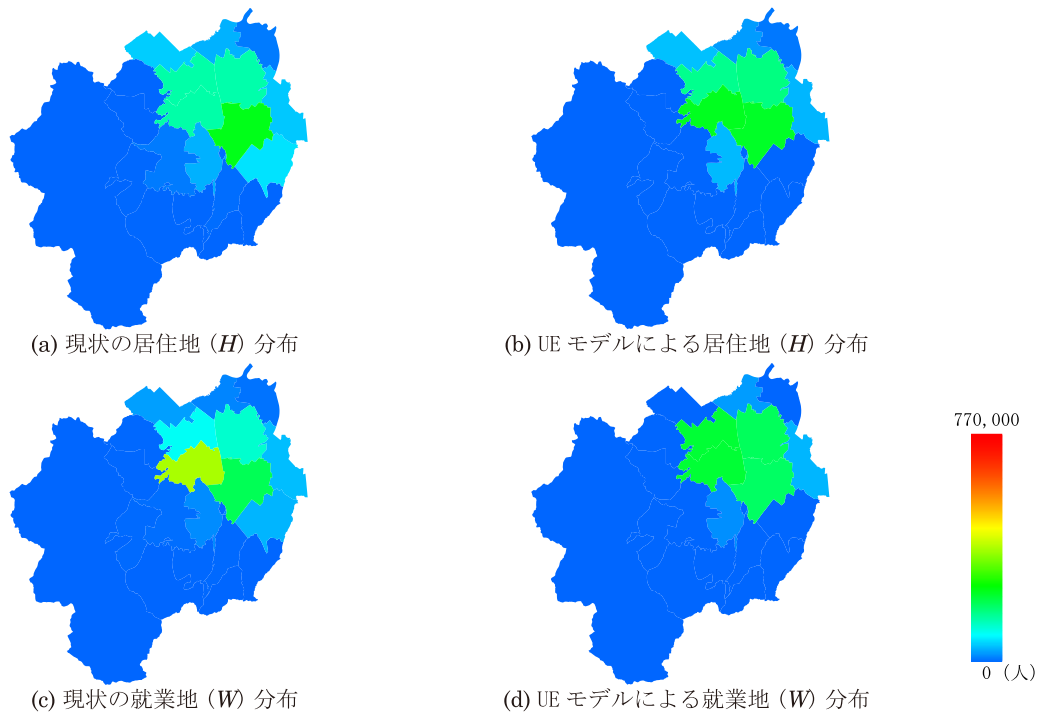 (a) 現状の居住地 (H) 分布
(b) UE モデルによる居住地 (H) 分布
770,000
0 (人)
(c) 現状の就業地 (W) 分布
(d) UE モデルによる就業地 (W) 分布